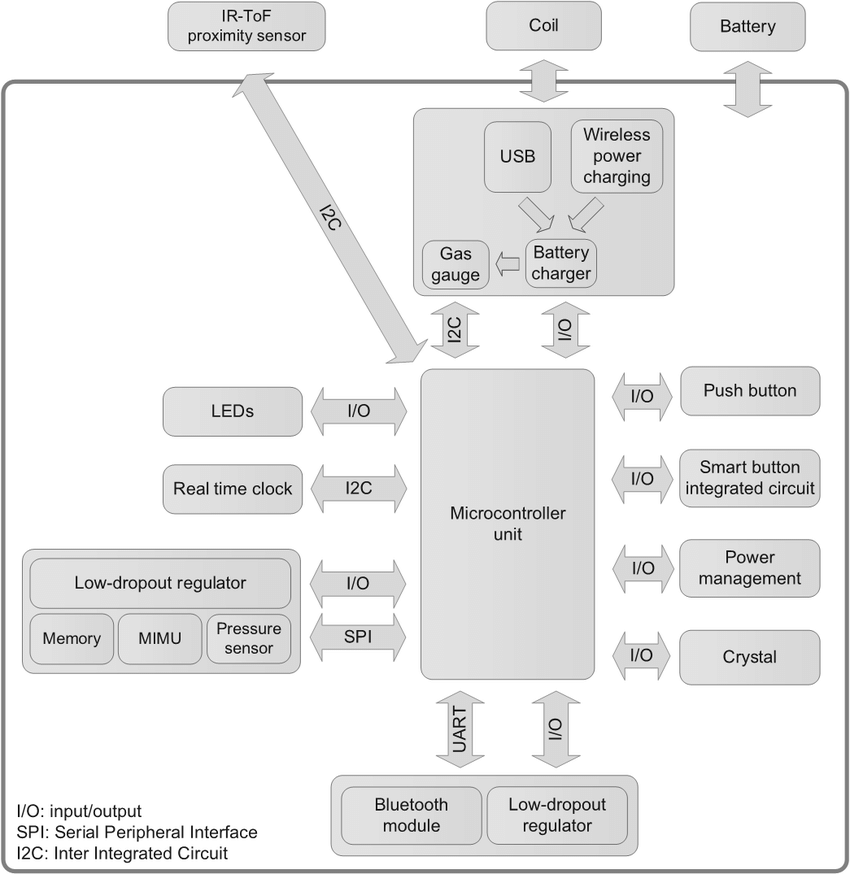 IR-ToF
proximity sensor
Coil
Battery
USB
Wireless
power
charging
I2C
Gas
gauge
Battery
charger
I2C
I/O
LEDs
I/O
I/O
Push button
Real time clock
I2C
Microcontroller
unit
I/O
Smart button
integrated circuit
Low-dropout regulator
I/O
I/O
Power
management
Memory
MIMU
Pressure
sensor
SPI
I/O
Crystal
UART
I/O
Bluetooth
module
Low-dropout
regulator
I/O: input/output
SPI: Serial Peripheral Interface
I2C: Inter Integrated Circuit